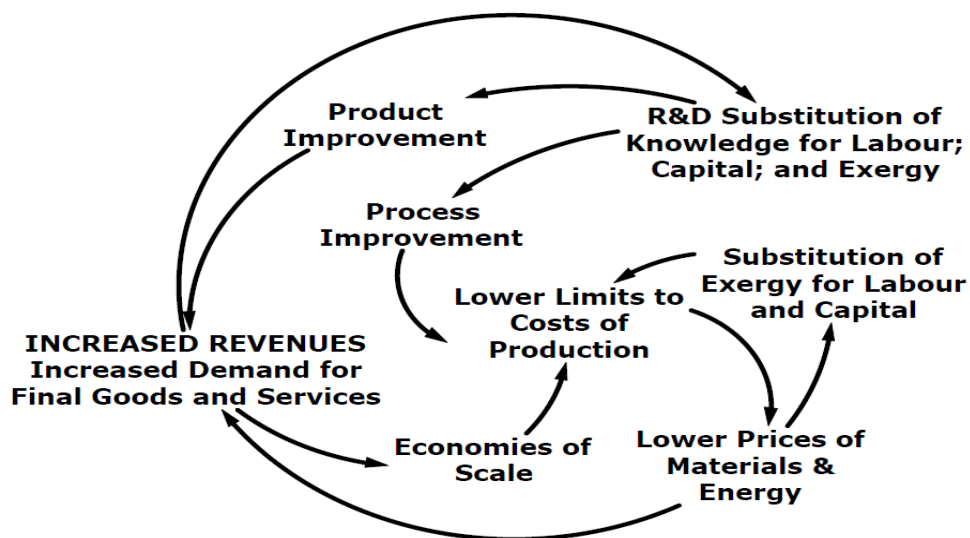 Product
Improvement
R&D Substitution of
Knowledge for Labour;
Capital; and Exergy
Process
Improvement
Substitution of
Exergy for Labour
and Capital
Lower Limits to
Costs of
Production
INCREASED REVENUES
Increased Demand for
Final Goods and Services
Economies of
Scale
Lower Prices of
Materials &
Energy